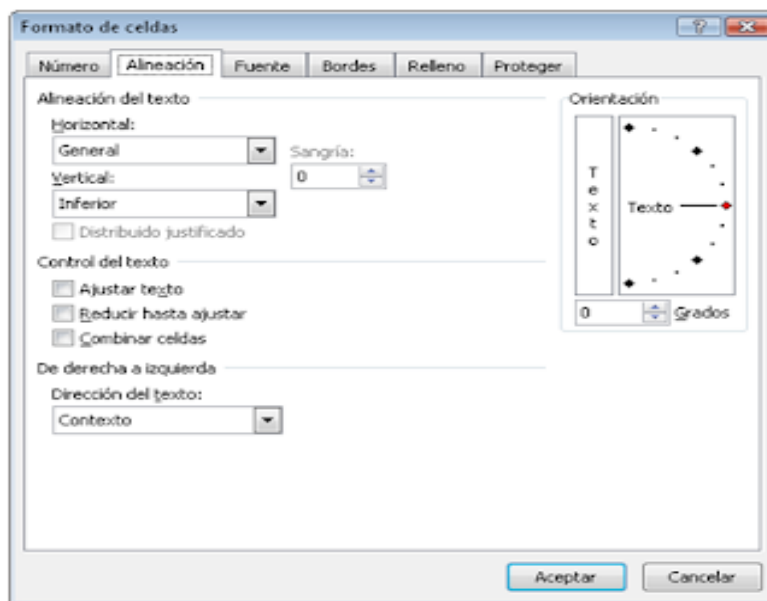 Formato de celdas
Número Alineación Fuente Bordes Relleno Proteger
Alineación del texto
Horizontal:
General
Sangría:
0
Vertical:
Inferior
Distribuido justificado
Control del texto
Ajustar texto
Reducir hasta ajustar
Combinar celdas
De derecha a izquierda
Dirección del texto:
Contexto
Orientación
Texto
Texto
0 Grados
Aceptar Cancelar